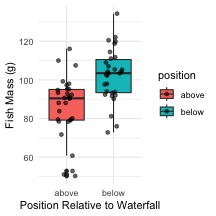 Fish Mass (g)
120
100
80
60
above below
Position Relative to Waterfall
position
above
below